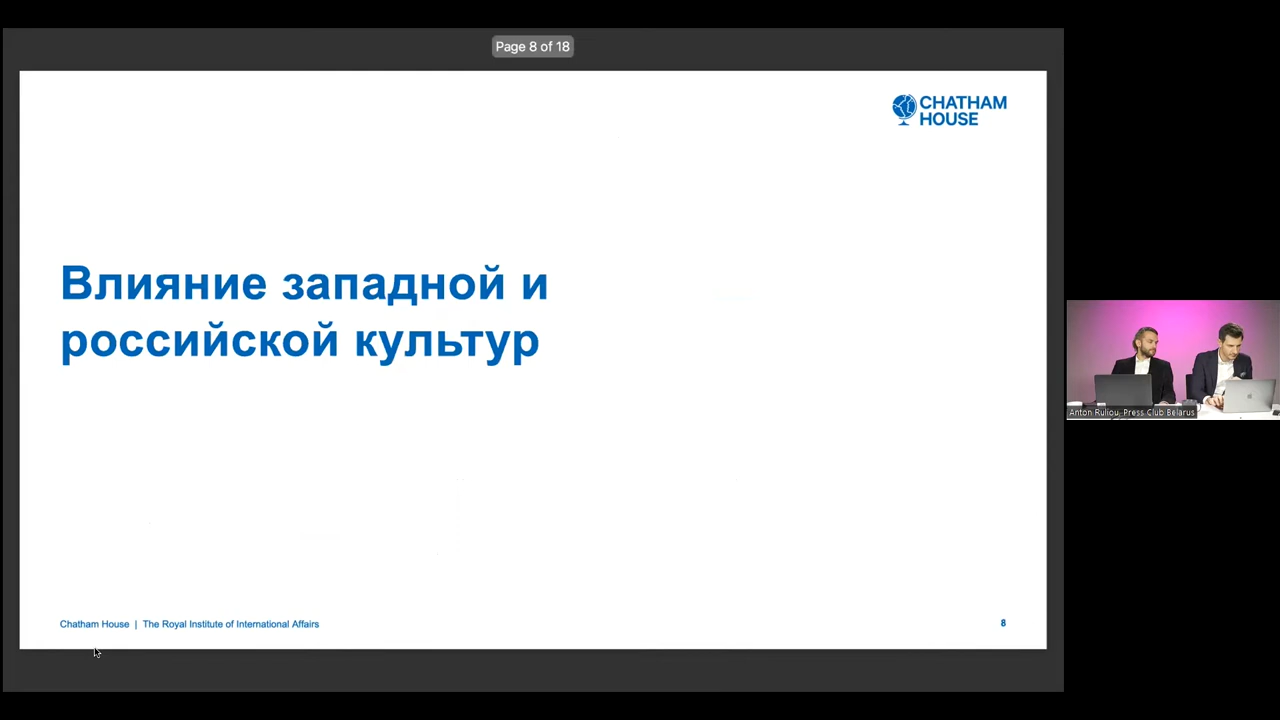 Page 8 of 18
CHATHAM
HOUSE
Влияние западной и
российской культур
Anton Ruliou, Press Club Belarus
Chatham House | The Royal Institute of International Affairs
8